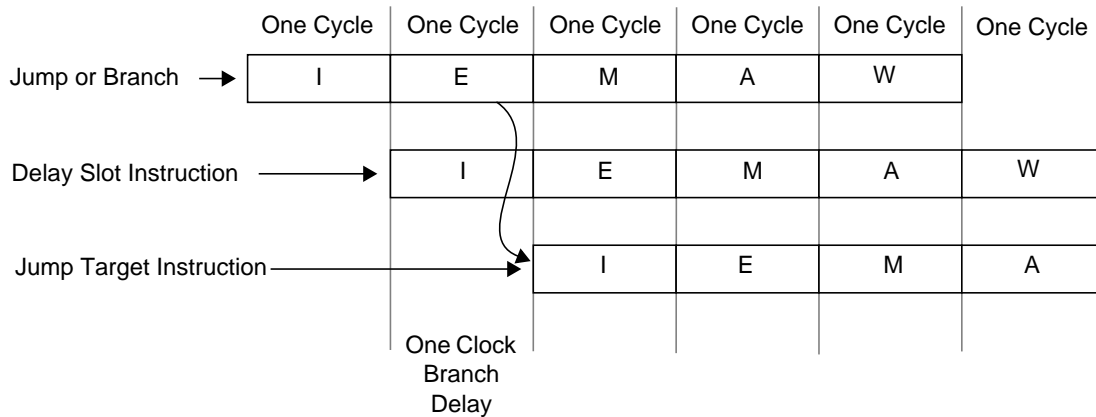 One Cycle One Cycle One Cycle One Cycle One Cycle One Cycle
Jump or Branch I E M A W
Delay Slot Instruction I E M A W
Jump Target Instruction I E M A
One Clock
Branch
Delay